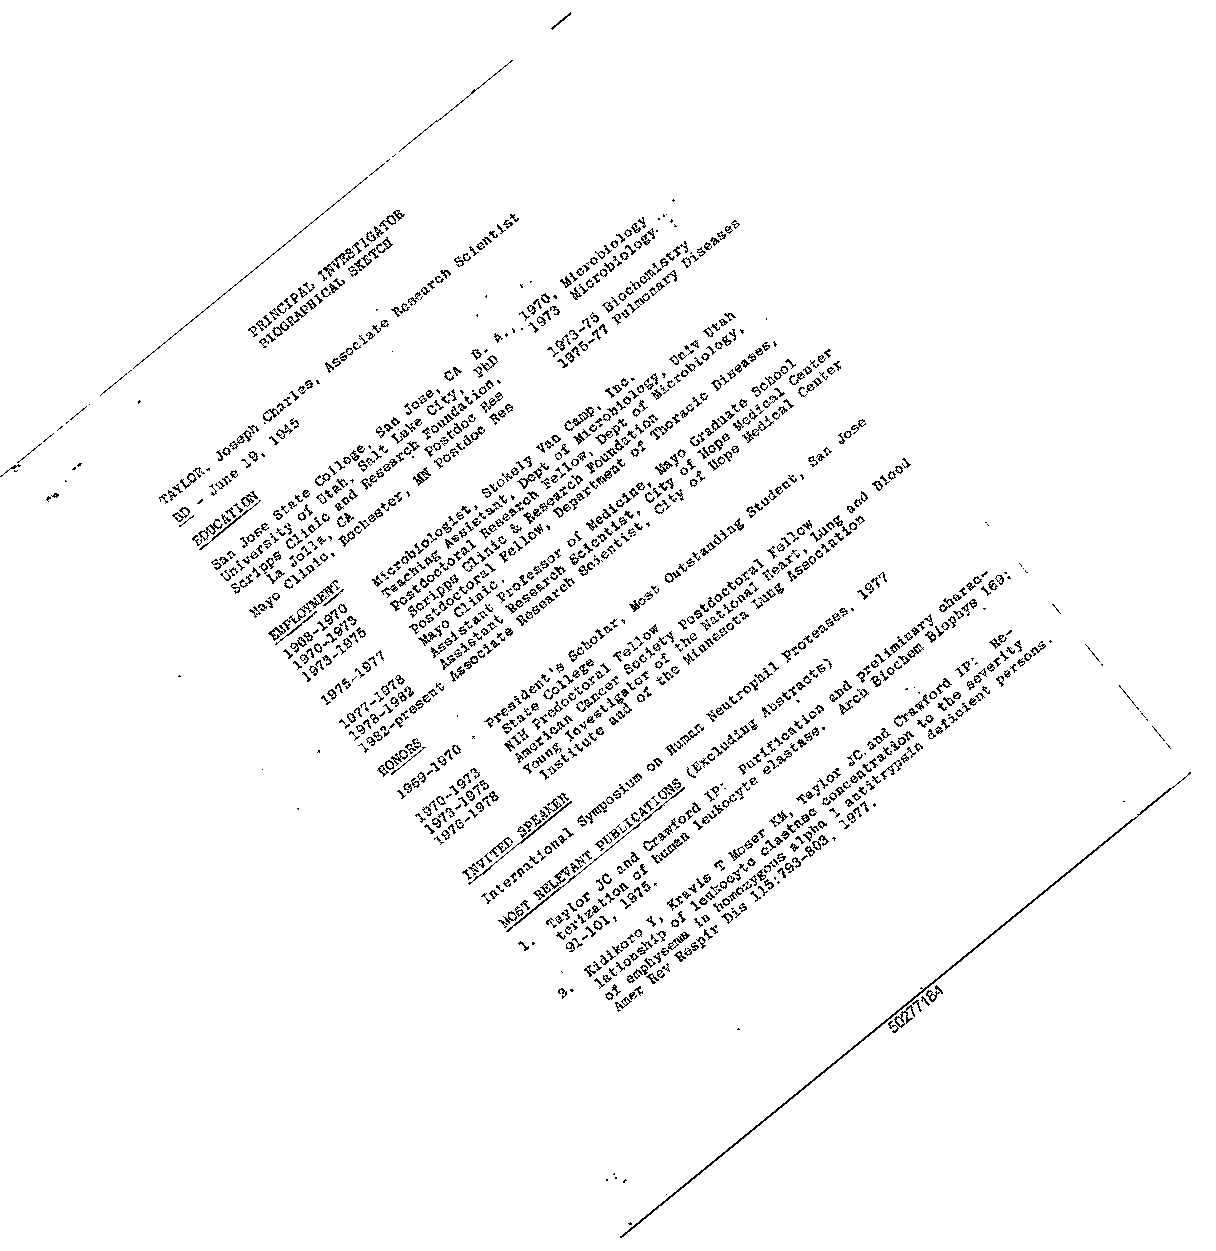 PRINCIPAL INVESTIGATOR
BIOGRAPHICAL SKETCH
TAYLOR, Joseph Charles, Associate Research Scientist
BD - June 19, 1945
EDUCATION
San Jose State College, San Jose, CA B. A., 1970, Microbiology
University of Utah, Salt Lake City, PhD 1973 Microbiology
Scripps Clinic and Research Foundation,
La Jolla, CA Postdoc Res 1973-75 Biochemistry
Mayo Clinic, Rochester, MN Postdoc Res 1975-77 Pulmonary Diseases
EMPLOYMENT
1968-1970 Microbiologist, Stokely Van Camp, Inc.
1970-1973 Teaching Assistant, Dept of Microbiology, Univ Utah
1973-1975 Postdoctoral Research Fellow, Dept of Microbiology,
Scripps Clinic & Research Foundation
1975-1977 Postdoctoral Fellow, Department of Thoracic Diseases,
Mayo Clinic,
1977-1978 Assistant Professor of Medicine, Mayo Graduate School
1978-1982 Assistant Research Scientist, City of Hope Medical Center
1982-present Associate Research Scientist, City of Hope Medical Center
HONORS
1969-1970 President's Scholar, Most Outstanding Student, San Jose
State College
1970-1973 NIH Predoctoral Fellow
1973-1975 American Cancer Society Postdoctoral Fellow
1976-1978 Young Investigator of the National Heart, Lung and Blood
Institute and of the Minnesota Lung Association
INVITED SPEAKER
International Symposium on Human Neutrophil Proteases, 1977
MOST RELEVANT PUBLICATIONS (Excluding Abstracts)
1. Taylor JC and Crawford IP: Purification and preliminary charac-
terization of human leukocyte elastase. Arch Biochem Biophys 169:
91-101, 1975.
2. Kidikoro Y, Kravis T Moser KM, Taylor JC and Crawford IP: Re-
lationship of leukocyte elastase concentration to the severity
of emphysema in homozygous alpha 1 antitrypsin deficient persons.
Amer Rev Respir Dis 115:793-803, 1977.
50277184